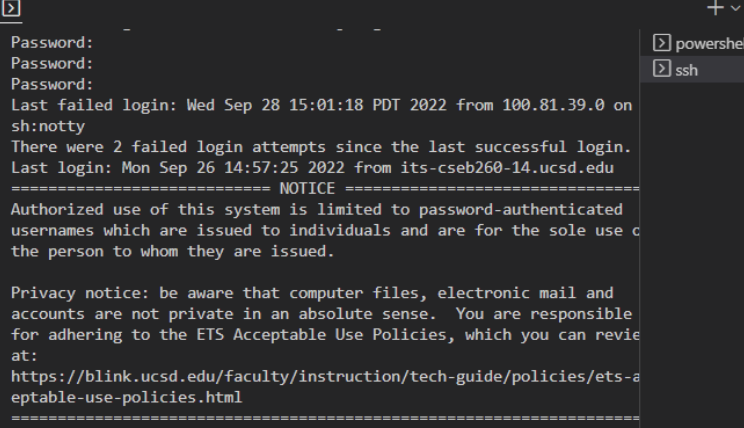 Password:
Password:
Password:
Last failed login: Wed Sep 28 15:01:18 PDT 2022 from 100.81.39.0 on
sh:notty
There were 2 failed login attempts since the last successful login.
Last login: Mon Sep 26 14:57:25 2022 from its-cseb260-14.ucsd.edu
============================ NOTICE ================================
Authorized use of this system is limited to password-authenticated
usernames which are issued to individuals and are for the sole use o
the person to whom they are issued.
Privacy notice: be aware that computer files, electronic mail and
accounts are not private in an absolute sense.  You are responsible
for adhering to the ETS Acceptable Use Policies, which you can revie
at:
https://blink.ucsd.edu/faculty/instruction/tech-guide/policies/ets-a
eptable-use-policies.html
====================================================================
powershel
ssh